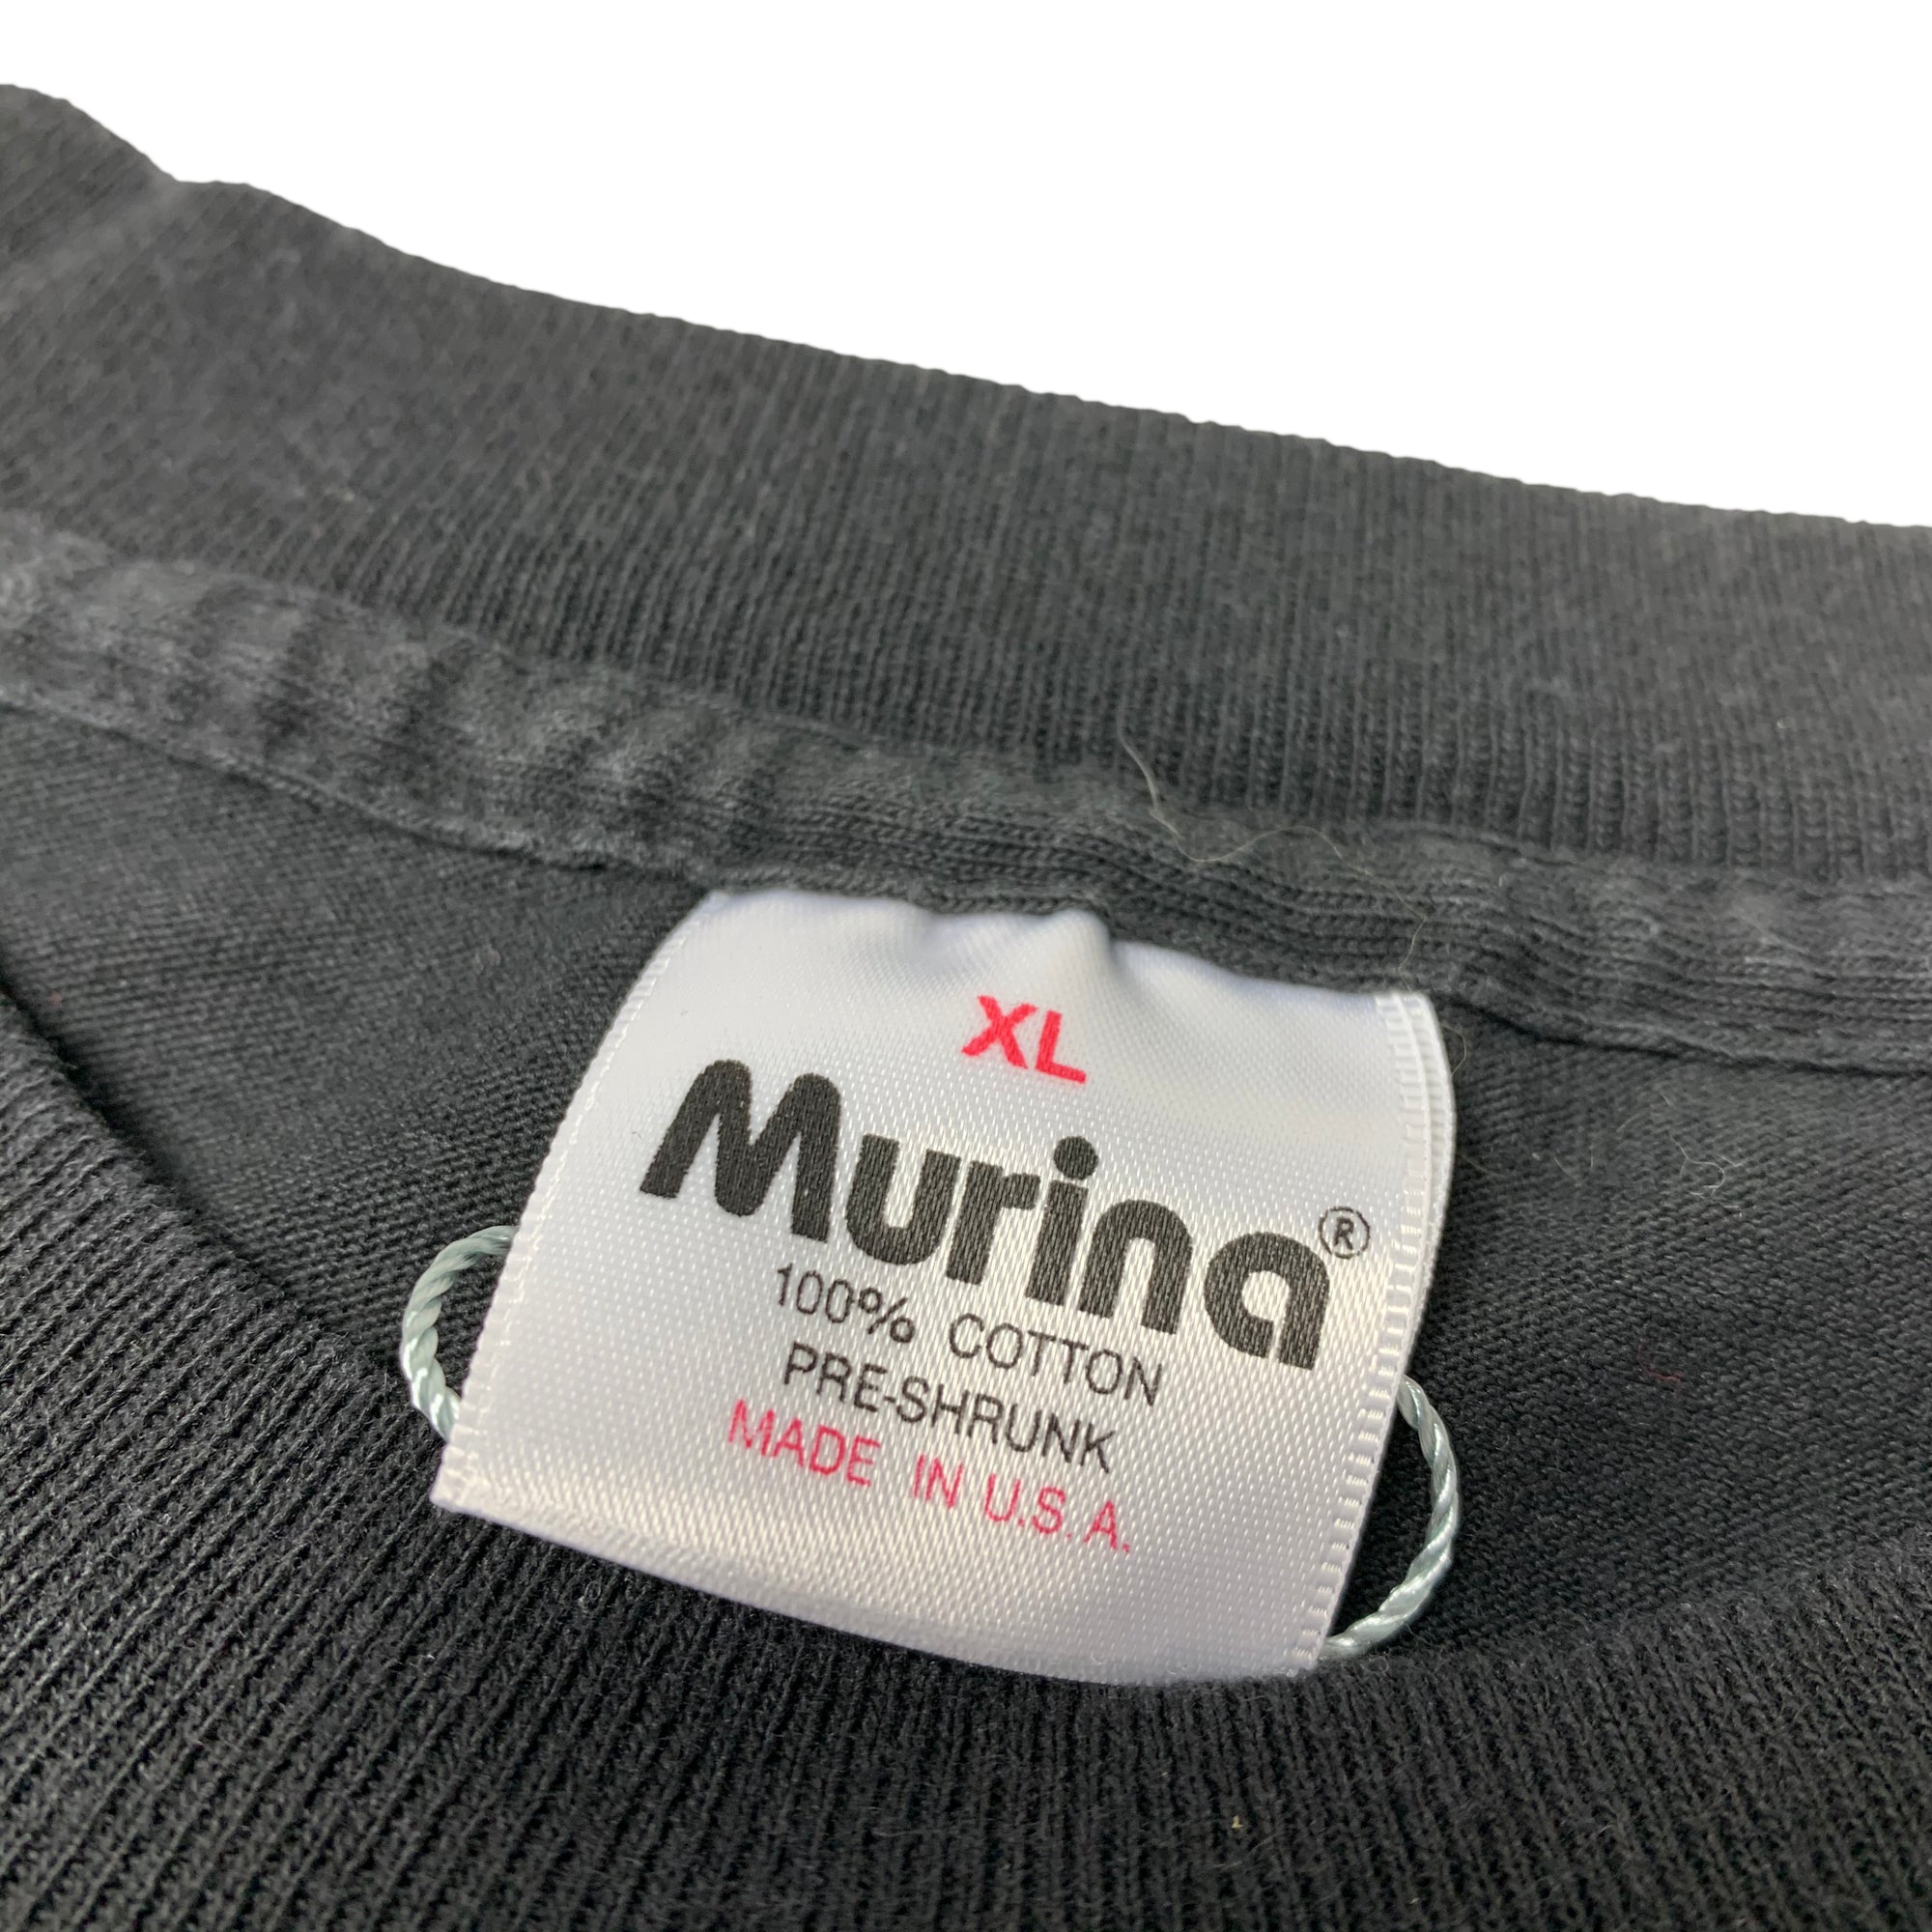 XL
Murina®
100% COTTON
PRE-SHRUNK
MADE IN U.S.A.